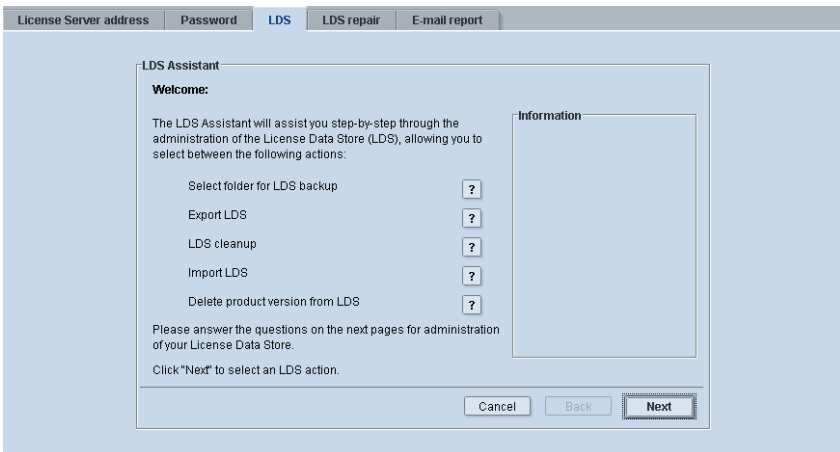 License Server address Password LDS LDS repair E-mail report
LDS Assistant
Welcome:
The LDS Assistant will assist you step-by-step through the
administration of the License Data Store (LDS), allowing you to
select between the following actions:
Select folder for LDS backup ?
Export LDS ?
LDS cleanup ?
Import LDS ?
Delete product version from LDS ?
Please answer the questions on the next pages for administration
of your License Data Store.
Click "Next" to select an LDS action.
Information
Cancel Back Next